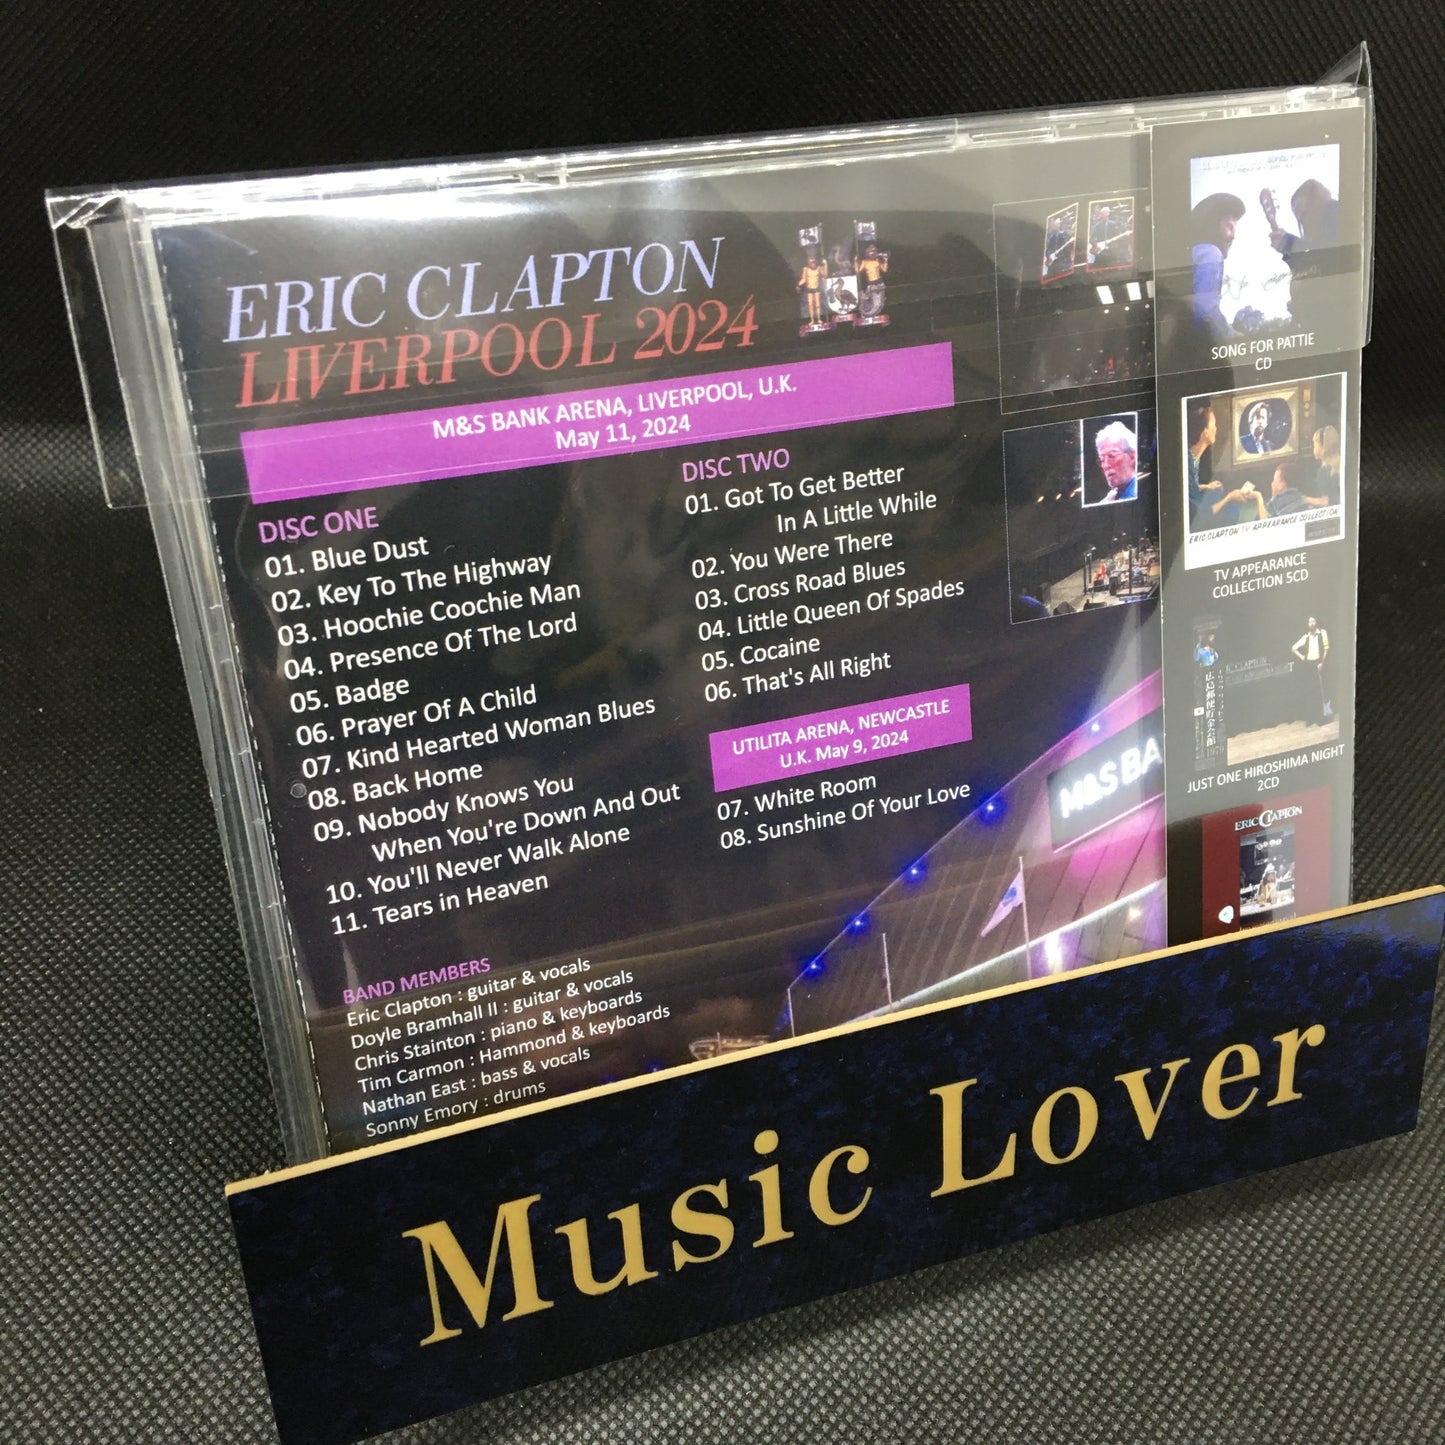 ERIC CLAPTON
LIVERPOOL 2024
M&S BANK ARENA, LIVERPOOL, U.K.
May 11, 2024
DISC ONE
01. Blue Dust
02. Key To The Highway
03. Hoochie Coochie Man
04. Presence Of The Lord
05. Badge
06. Prayer Of A Child
07. Kind Hearted Woman Blues
08. Back Home
09. Nobody Knows You
When You're Down And Out
10. You'll Never Walk Alone
11. Tears in Heaven
DISC TWO
01. Got To Get Better
In A Little While
02. You Were There
03. Cross Road Blues
04. Little Queen Of Spades
05. Cocaine
06. That's All Right
UTILITA ARENA, NEWCASTLE
U.K. May 9, 2024
07. White Room
08. Sunshine Of Your Love
BAND MEMBERS
Eric Clapton : guitar & vocals
Doyle Bramhall II : guitar & vocals
Chris Stainton : piano & keyboards
Tim Carmon : Hammond & keyboards
Nathan East : bass & vocals
Sonny Emory : drums
M&S BA
SONG FOR PATTIE
CD
ERIC CLAPTON TV APPEARANCE COLLECTION
TV APPEARANCE
COLLECTION 5CD
JUST ONE HIROSHIMA NIGHT
2CD
ERIC CLAPTON
Music Lover